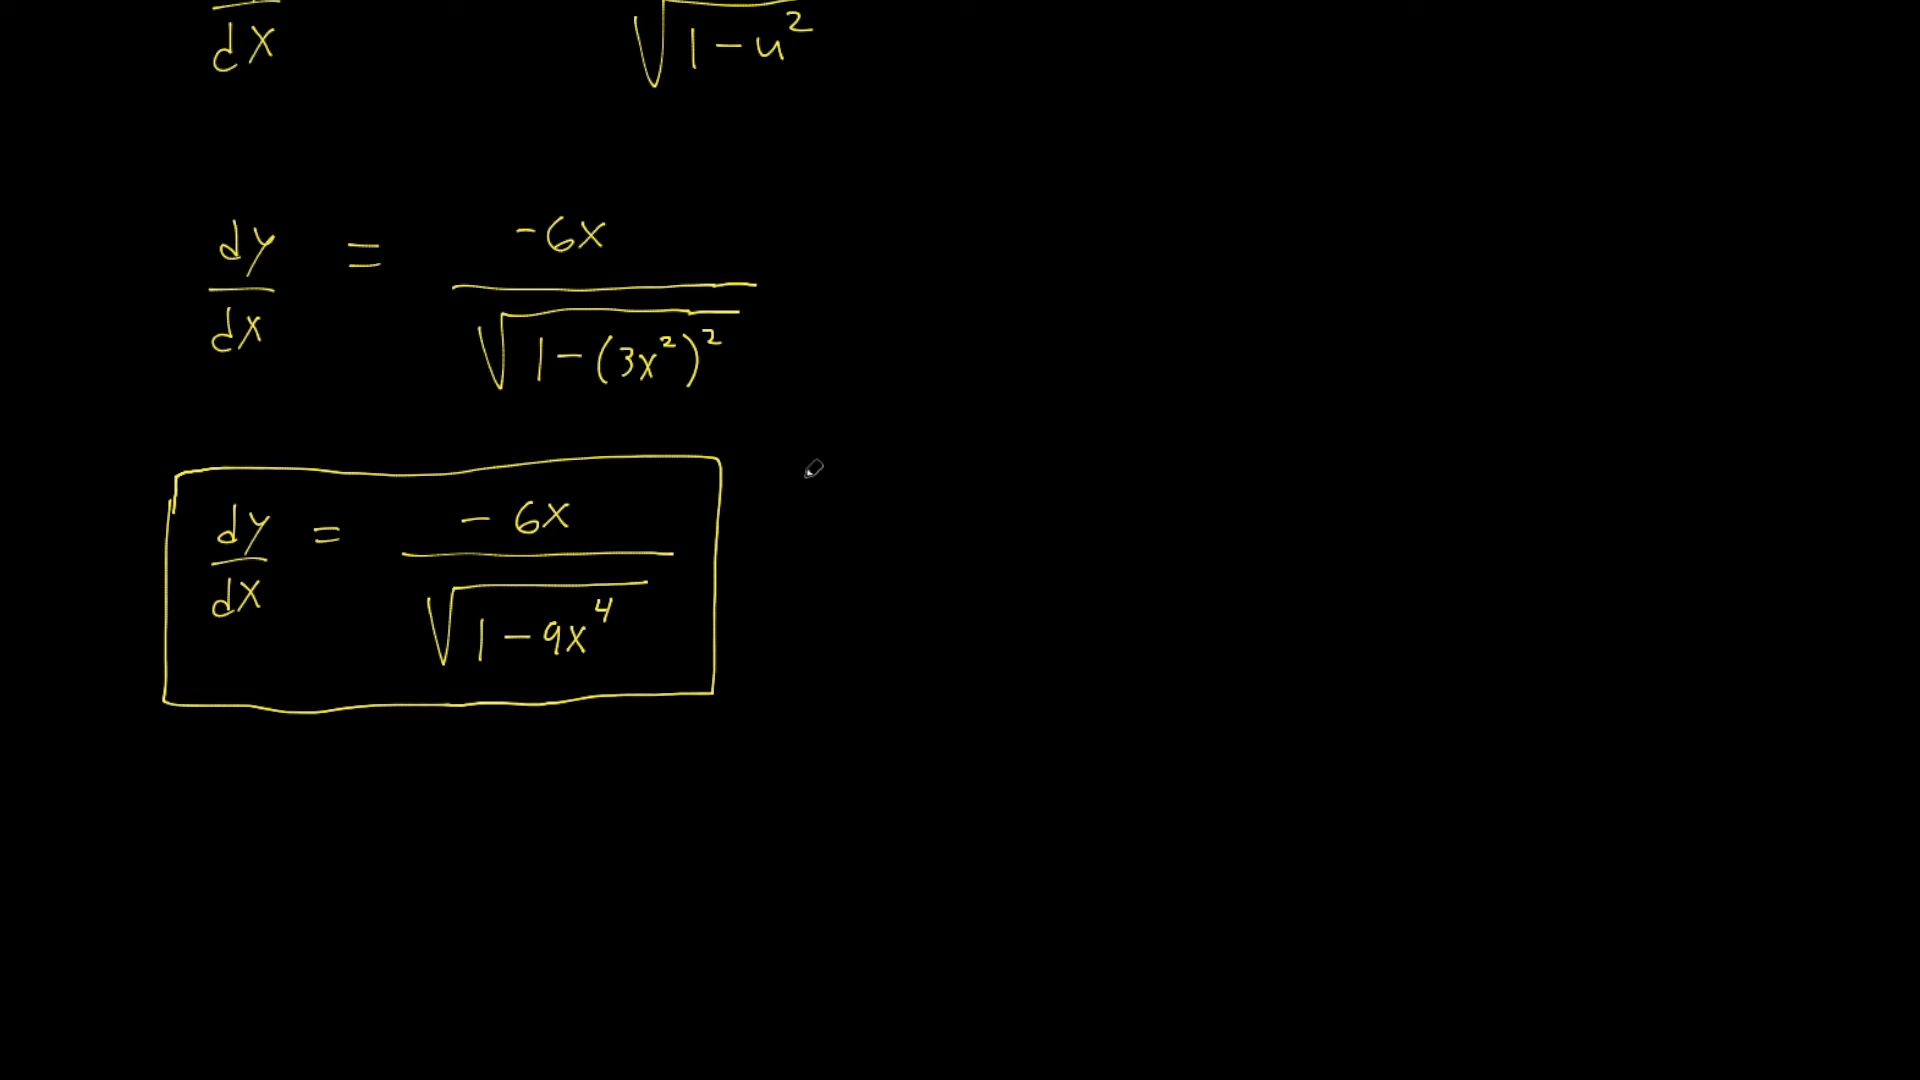 dx √1-u²
dy/dx = -6x/√1-(3x²)²
dy/dx = -6x/√1-9x⁴